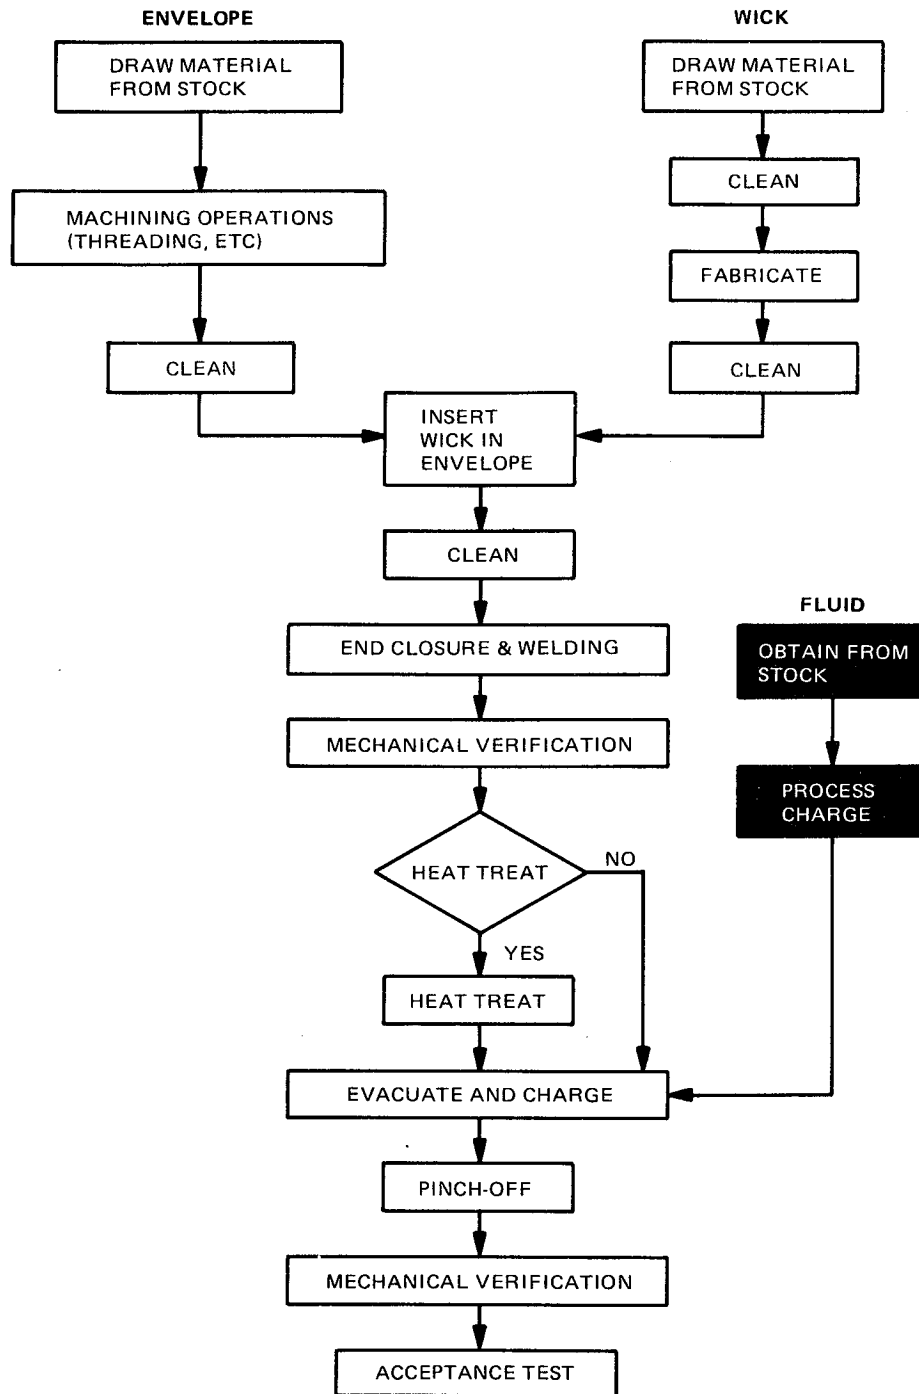 ENVELOPE
WICK
DRAW MATERIAL
FROM STOCK
DRAW MATERIAL
FROM STOCK
CLEAN
MACHINING OPERATIONS
(THREADING, ETC)
FABRICATE
CLEAN
CLEAN
INSERT
WICK IN
ENVELOPE
CLEAN
FLUID
END CLOSURE & WELDING
OBTAIN FROM
STOCK
MECHANICAL VERIFICATION
PROCESS
CHARGE
HEAT TREAT
NO
YES
HEAT TREAT
EVACUATE AND CHARGE
PINCH-OFF
MECHANICAL VERIFICATION
ACCEPTANCE TEST